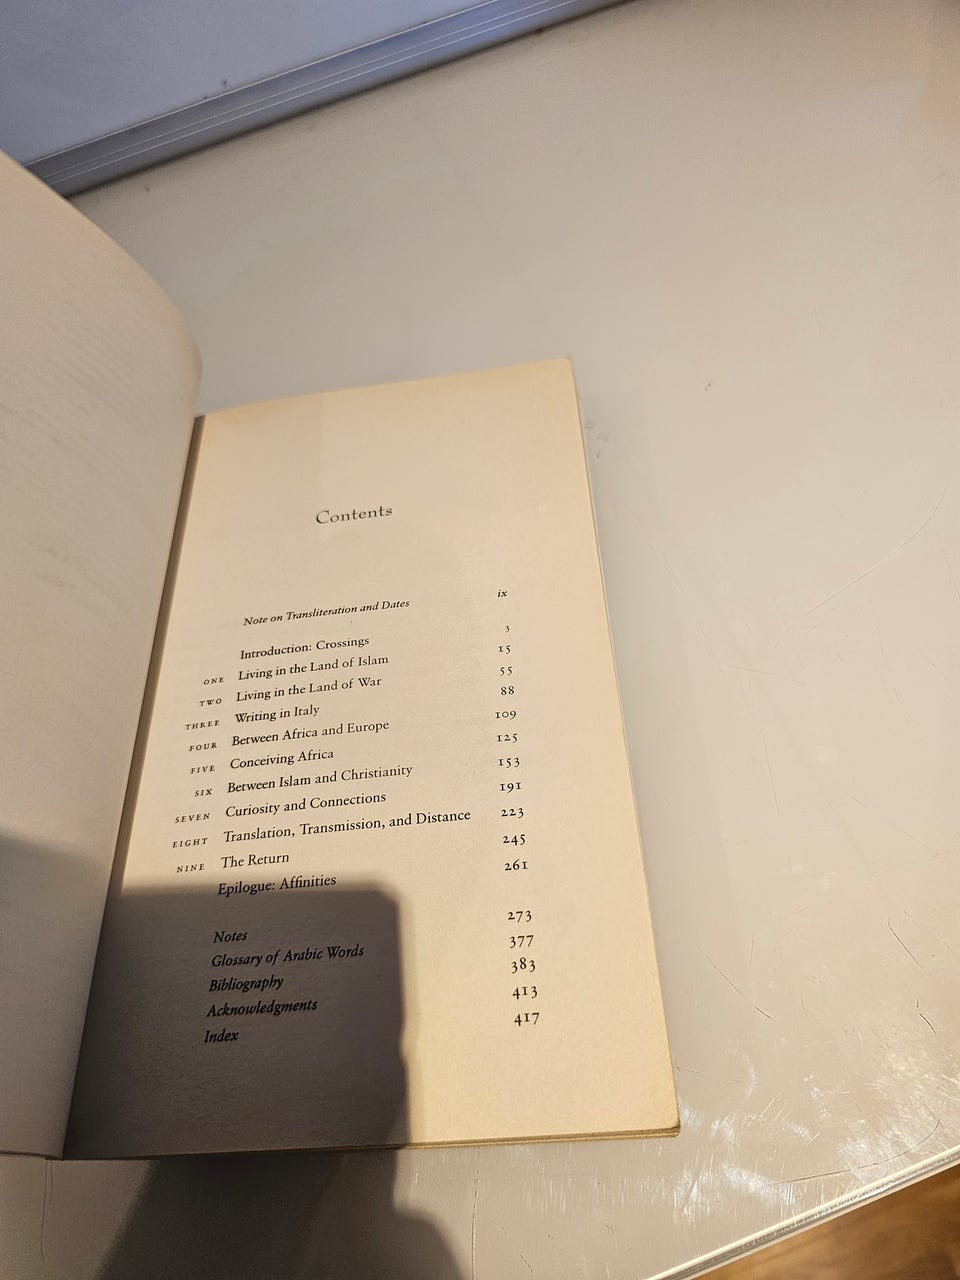 Contents
Note on Transliteration and Dates ix
Introduction: Crossings 3
ONE Living in the Land of Islam 15
TWO Living in the Land of War 55
THREE Writing in Italy 88
FOUR Between Africa and Europe 109
FIVE Conceiving Africa 125
SIX Between Islam and Christianity 153
SEVEN Curiosity and Connections 191
EIGHT Translation, Transmission, and Distance 223
NINE The Return 245
Epilogue: Affinities 261
Notes 273
Glossary of Arabic Words 377
Bibliography 383
Acknowledgments 413
Index 417